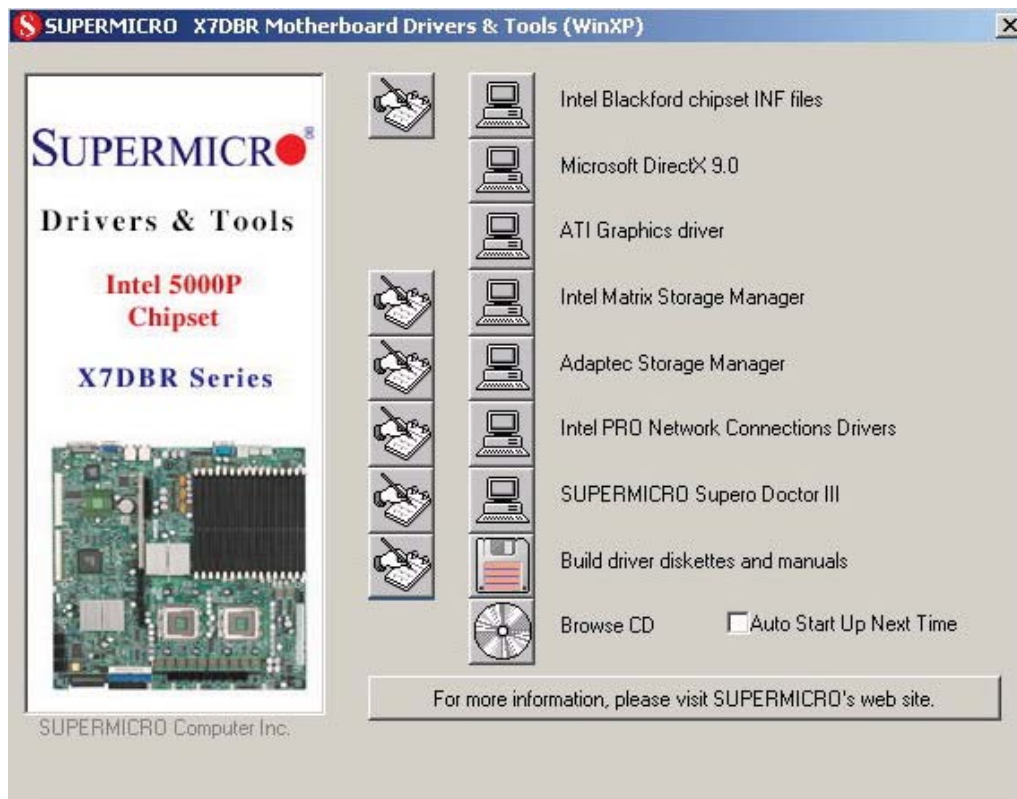 SUPERMICRO X7DBR Motherboard Drivers & Tools (WinXP)
SUPERMICRO®
Drivers & Tools
Intel 5000P
Chipset
X7DBR Series
SUPERMICRO Computer Inc.
Intel Blackford chipset INF files
Microsoft DirectX 9.0
ATI Graphics driver
Intel Matrix Storage Manager
Adaptec Storage Manager
Intel PRO Network Connections Drivers
SUPERMICRO Supero Doctor III
Build driver diskettes and manuals
Browse CD
Auto Start Up Next Time
For more information, please visit SUPERMICRO's web site.